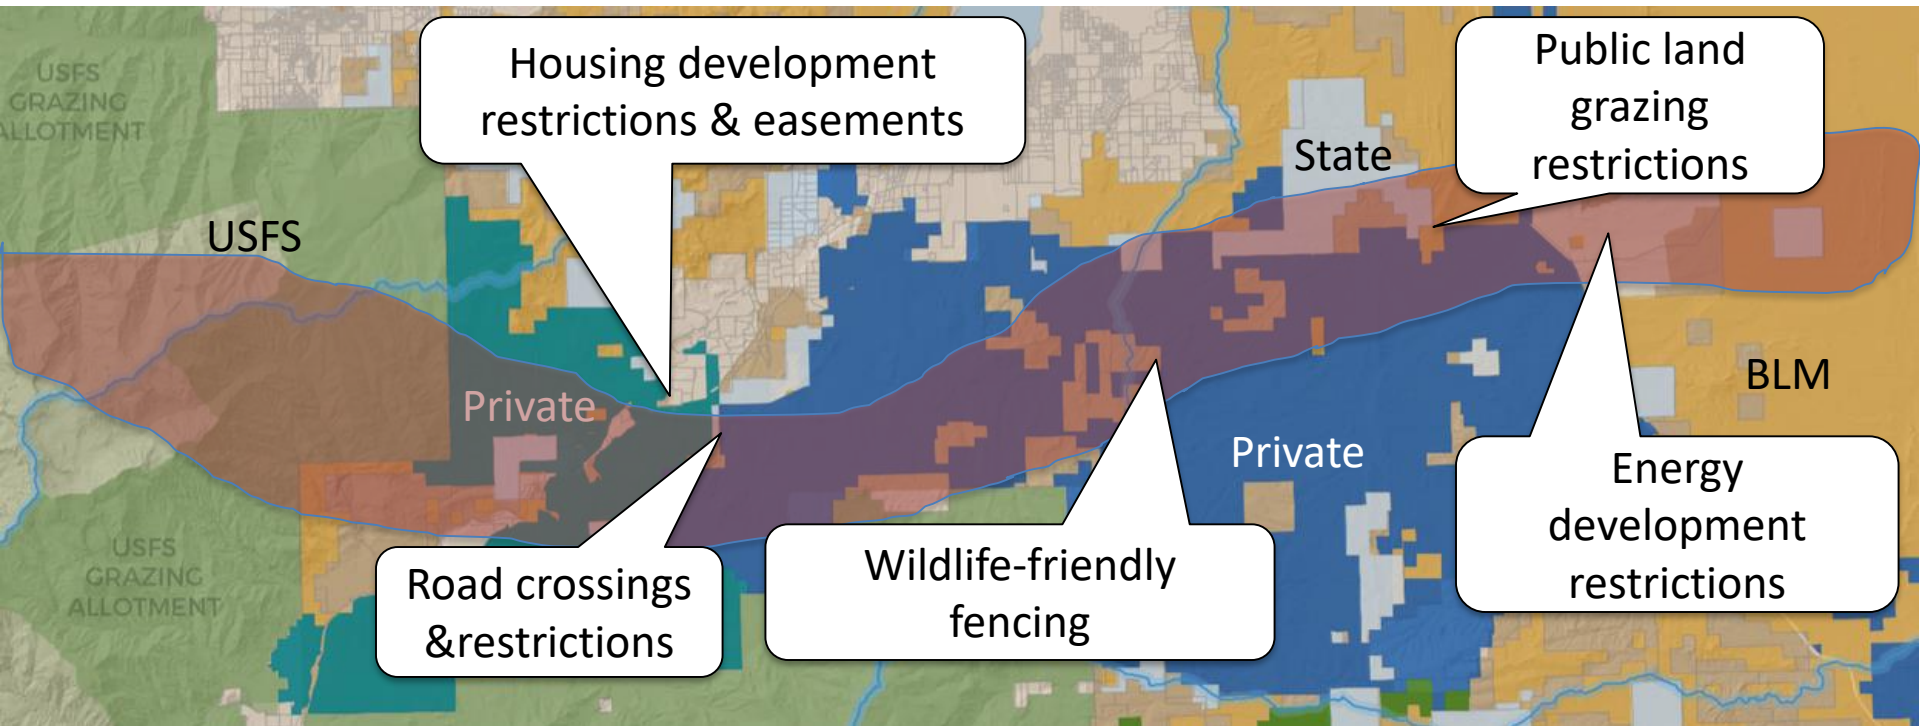 USFS
GRAZING
ALLOTMENT
Housing development
restrictions & easements
Public land
grazing
restrictions
State
USFS
Private
BLM
Private
Energy
development
restrictions
Wildlife-friendly
fencing
Road crossings
&restrictions
USFS
GRAZING
ALLOTMENT